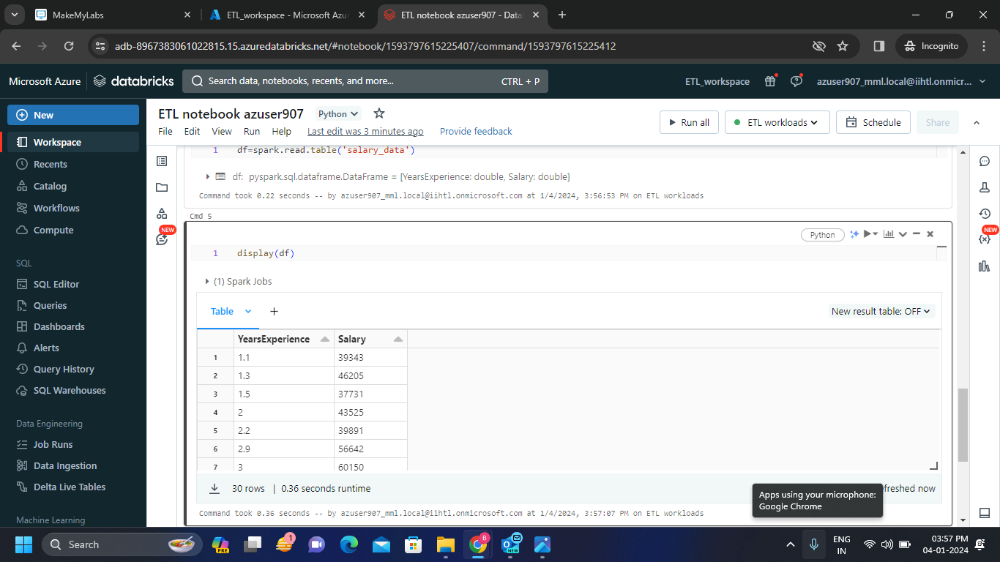 MakeMyLabs
ETL_workspace - Microsoft Azu
ETL notebook azuser907 - Data
adb-8967383061022815.15.azuredatabricks.net/#notebook/1593797615225407/command/1593797615225412
Incognito
Microsoft Azure
databricks
Search data, notebooks, recents, and more...
CTRL + P
ETL_workspace
azuser907_mml.local@iihtl.onmicr...
New
Workspace
Recents
Catalog
Workflows
Compute
SQL
SQL Editor
Queries
Dashboards
Alerts
Query History
SQL Warehouses
Data Engineering
Job Runs
Data Ingestion
Delta Live Tables
Machine Learning
ETL notebook azuser907
Python
File Edit View Run Help Last edit was 3 minutes ago Provide feedback
Run all
ETL workloads
Schedule
Share
NEW
1 df=spark.read.table('salary_data')
df: pyspark.sql.dataframe.DataFrame = [YearsExperience: double, Salary: double]
Command took 0.22 seconds -- by azuser907_mml.local@iihtl.onmicrosoft.com at 1/4/2024, 3:56:53 PM on ETL workloads
Cmd 5
Python
1 display(df)
(1) Spark Jobs
Table
+
New result table: OFF
YearsExperience Salary
1 1.1 39343
2 1.3 46205
3 1.5 37731
4 2 43525
5 2.2 39891
6 2.9 56642
7 3 60150
30 rows | 0.36 seconds runtime
efreshed now
Command took 0.36 seconds -- by azuser907_mml.local@iihtl.onmicrosoft.com at 1/4/2024, 3:57:07 PM on ETL workloads
NEW
{x}
Apps using your microphone:
Google Chrome
Search
PRE
1
8
NEW
ENG
IN
03:57 PM
04-01-2024